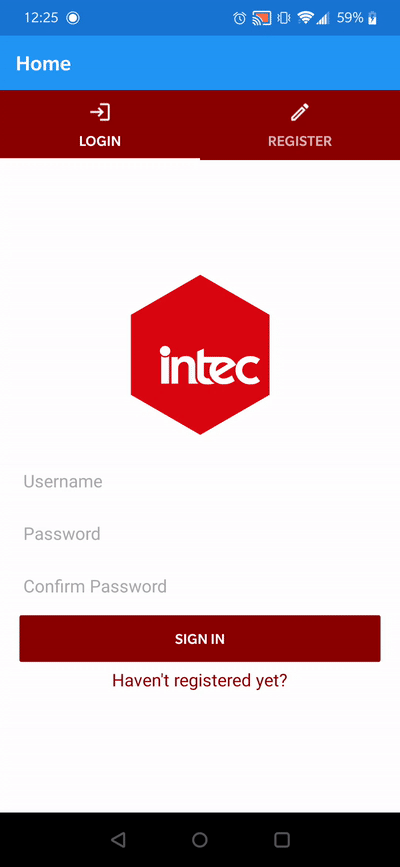 12:25 59%
Home
LOGIN REGISTER
intec
Username
Password
Confirm Password
SIGN IN
Haven't registered yet?